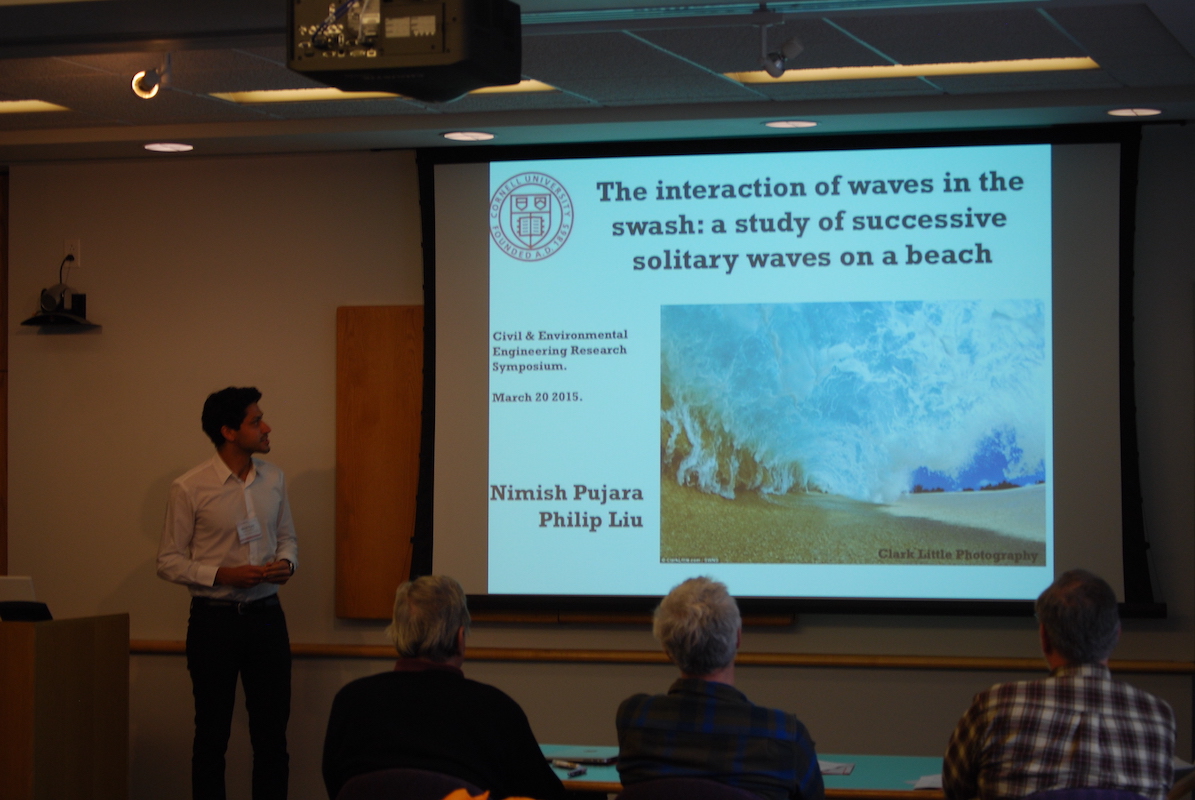 CORNELL UNIVERSITY
FOUNDED A.D. 1865
The interaction of waves in the
swash: a study of successive
solitary waves on a beach
Civil & Environmental
Engineering Research
Symposium.
March 20 2015.
Nimish Pujara
Philip Liu
Clark Little Photography